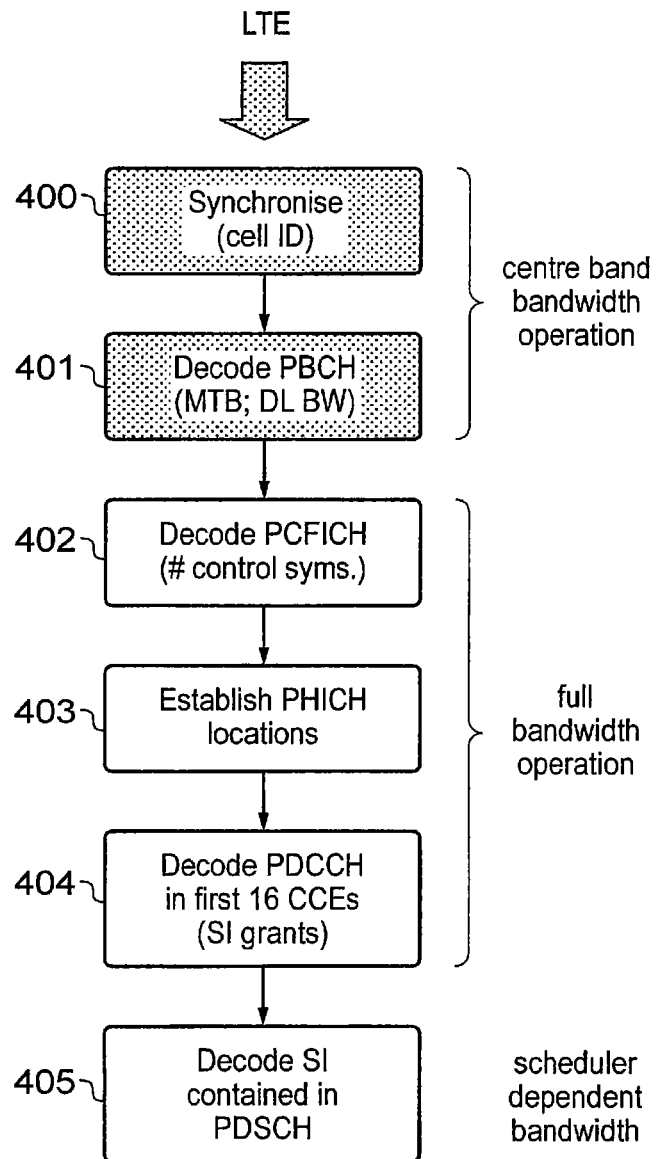 LTE
400
Synchronise
(cell ID)
centre band
bandwidth
operation
401
Decode PBCH
(MTB; DL BW)
402
Decode PCFICH
(# control syms.)
403
Establish PHICH
locations
full
bandwidth
operation
404
Decode PDCCH
in first 16 CCEs
(SI grants)
405
Decode SI
contained in
PDSCH
scheduler
dependent
bandwidth